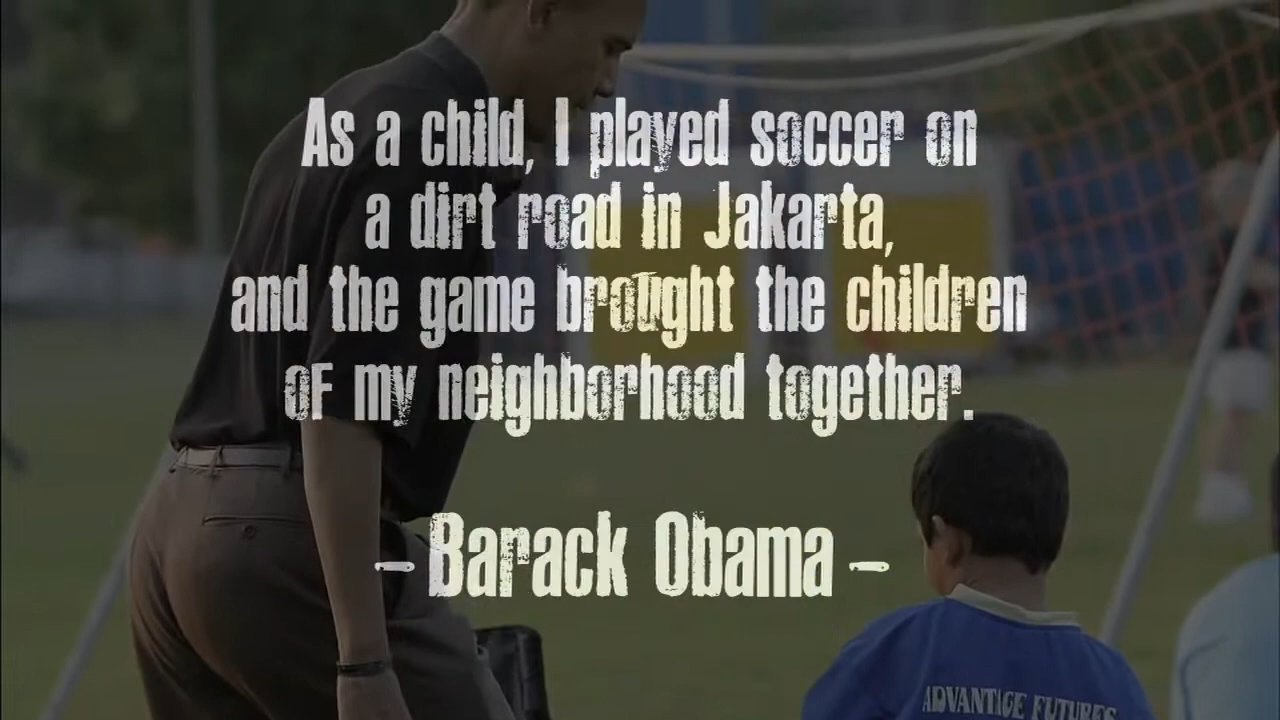 As a child, I played soccer on
a dirt road in Jakarta,
and the game brought the children
of my neighborhood together.
- Barack Obama -
ADVANTAGE FUTURES